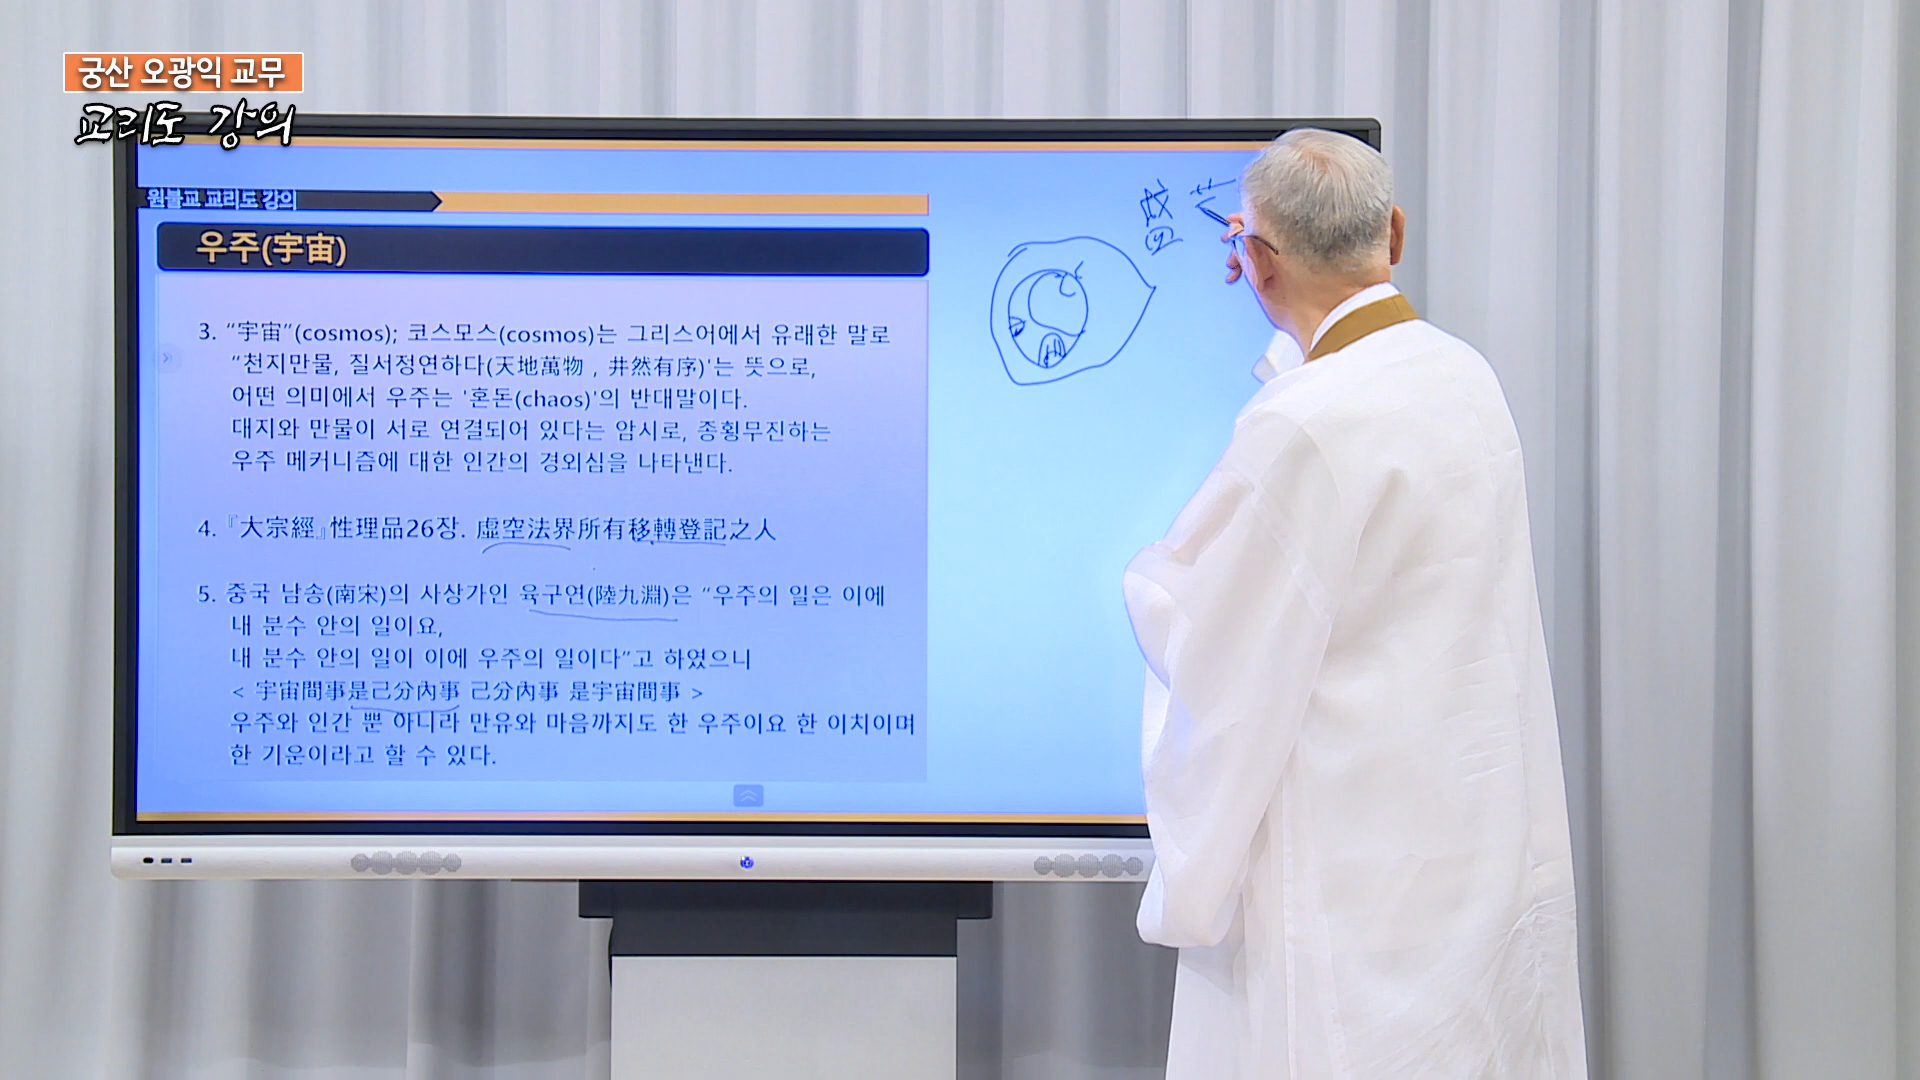 궁산 오광익 교무
교리도 강의
원불교 교리도 강의
우주(宇宙)
3. “宇宙”(cosmos); 코스모스(cosmos)는 그리스어에서 유래한 말로
“천지만물, 질서정연하다(天地萬物 , 井然有序)'는 뜻으로,
어떤 의미에서 우주는 '혼돈(chaos)'의 반대말이다.
대지와 만물이 서로 연결되어 있다는 암시로, 종횡무진하는
우주 메커니즘에 대한 인간의 경외심을 나타낸다.
4. 『大宗經』性理品26장. 虛空法界所有移轉登記之人
5. 중국 남송(南宋)의 사상가인 육구연(陸九淵)은 “우주의 일은 이에
내 분수 안의 일이요,
내 분수 안의 일이 이에 우주의 일이다”고 하였으니
< 宇宙間事是己分內事 己分內事 是宇宙間事 >
우주와 인간 뿐 아니라 만유와 마음까지도 한 우주이요 한 이치이며
한 기운이라고 할 수 있다.